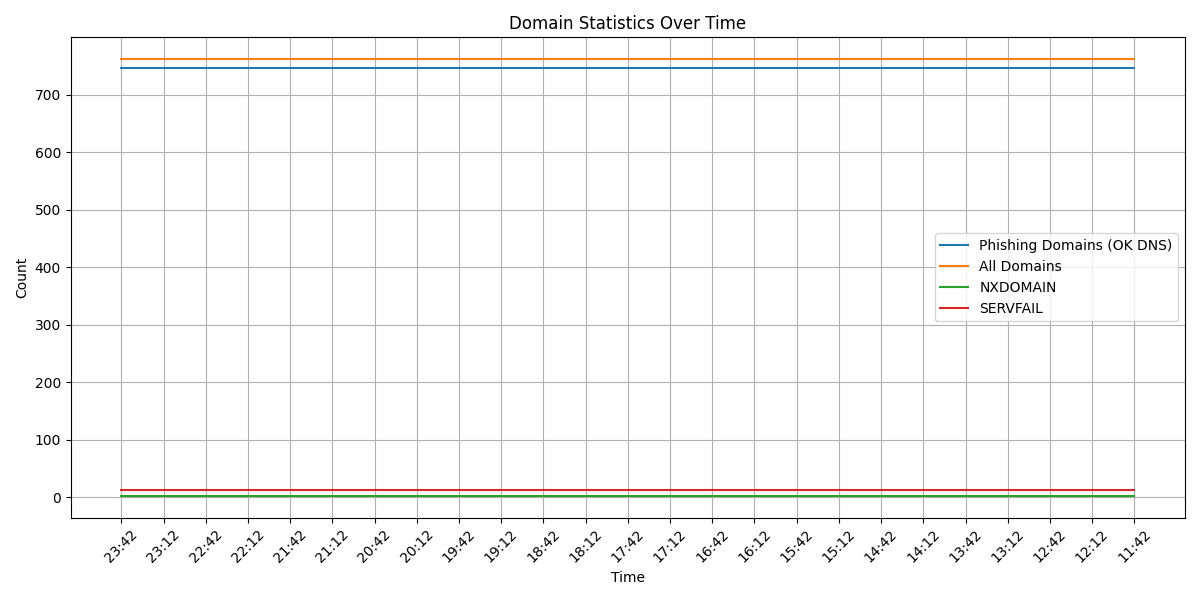 Domain Statistics Over Time
Count
700
600
500
400
300
200
100
0
Phishing Domains (OK DNS)
All Domains
NXDOMAIN
SERVFAIL
23:42 23:12 22:42 22:12 21:42 21:12 20:42 20:12 19:42 19:12 18:42 18:12 17:42 17:12 16:42 16:12 15:42 15:12 14:42 14:12 13:42 13:12 12:42 12:12 11:42
Time